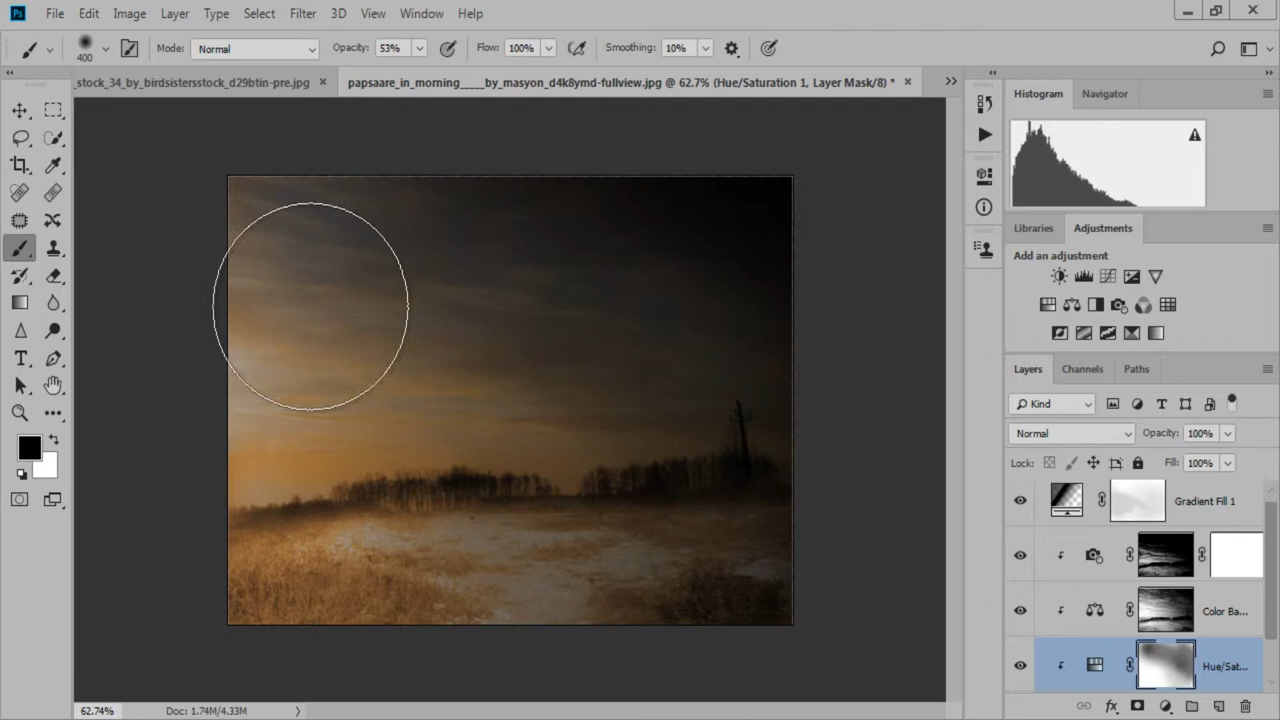 Ps File Edit Image Layer Type Select Filter 3D View Window Help
400 Mode: Normal Opacity: 53% Flow: 100% Smoothing: 10%
_stock_34_by_birdsistersstock_d29btin-pre.jpg × papsaare_in_morning_____by_masyon_d4k8ymd-fullview.jpg @ 62.7% (Hue/Saturation 1, Layer Mask/8) * ×
Histogram Navigator
Libraries Adjustments
Add an adjustment
Layers Channels Paths
Kind
Normal Opacity: 100%
Lock: Fill: 100%
Gradient Fill 1
Color Ba...
Hue/Sat...
62.74% Doc: 1.74M/4.33M